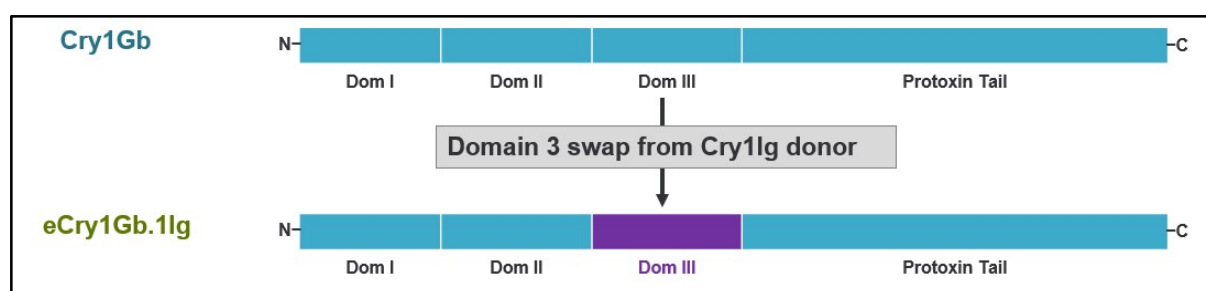 Cry1Gb N- -C
Dom I Dom II Dom III Protoxin Tail
Domain 3 swap from Cry1Ig donor
eCry1Gb.1Ig N- -C
Dom I Dom II Dom III Protoxin Tail